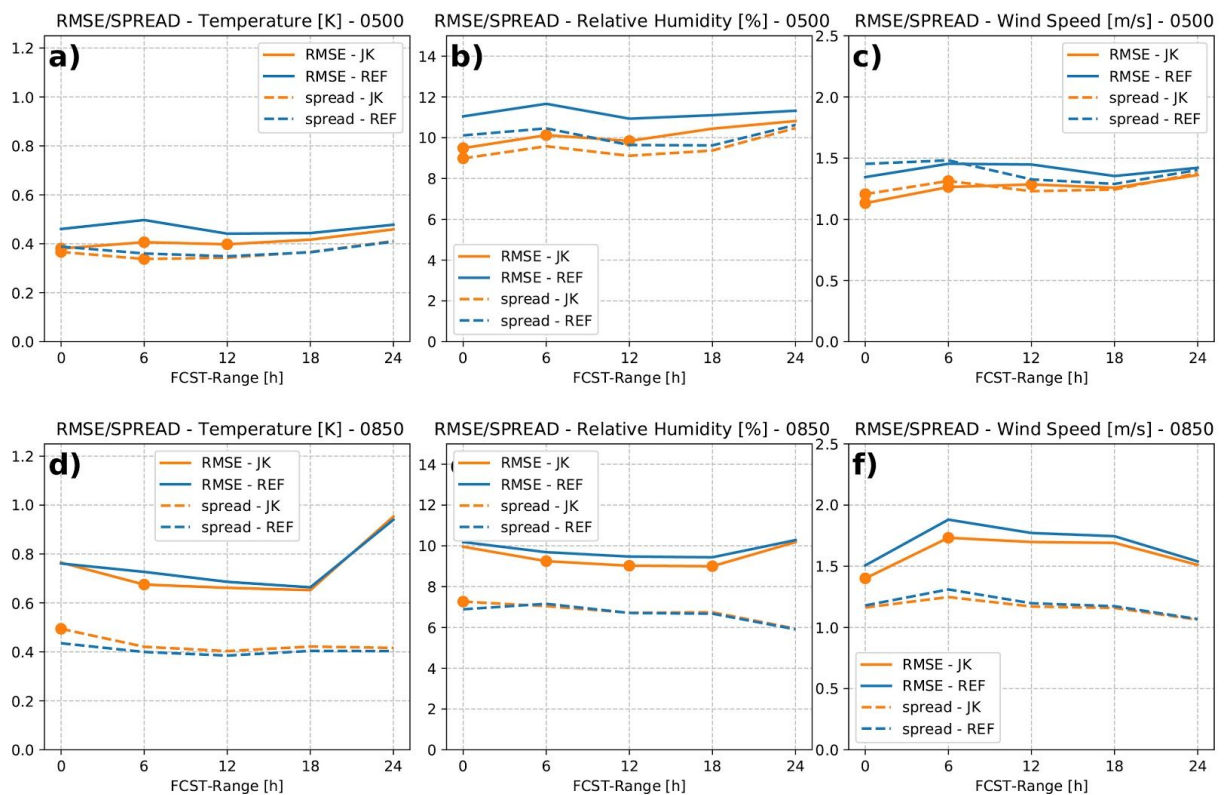 RMSE/SPREAD - Temperature [K] - 0500
a)
RMSE - JK
RMSE - REF
spread - JK
spread - REF
1.2
1.0
0.8
0.6
0.4
0.2
0.0
0 6 12 18 24
FCST-Range [h]
RMSE/SPREAD - Relative Humidity [%] - 0500
b)
14
12
10
8
6
4
2
0
RMSE - JK
RMSE - REF
spread - JK
spread - REF
0 6 12 18 24
FCST-Range [h]
RMSE/SPREAD - Wind Speed [m/s] - 0500
c)
RMSE - JK
RMSE - REF
spread - JK
spread - REF
2.5
2.0
1.5
1.0
0.5
0.0
0 6 12 18 24
FCST-Range [h]
RMSE/SPREAD - Temperature [K] - 0850
d)
RMSE - JK
RMSE - REF
spread - JK
spread - REF
1.2
1.0
0.8
0.6
0.4
0.2
0.0
0 6 12 18 24
FCST-Range [h]
RMSE/SPREAD - Relative Humidity [%] - 0850
RMSE - JK
RMSE - REF
spread - JK
spread - REF
14
12
10
8
6
4
2
0
0 6 12 18 24
FCST-Range [h]
RMSE/SPREAD - Wind Speed [m/s] - 0850
f)
2.5
2.0
1.5
1.0
0.5
0.0
RMSE - JK
RMSE - REF
spread - JK
spread - REF
0 6 12 18 24
FCST-Range [h]